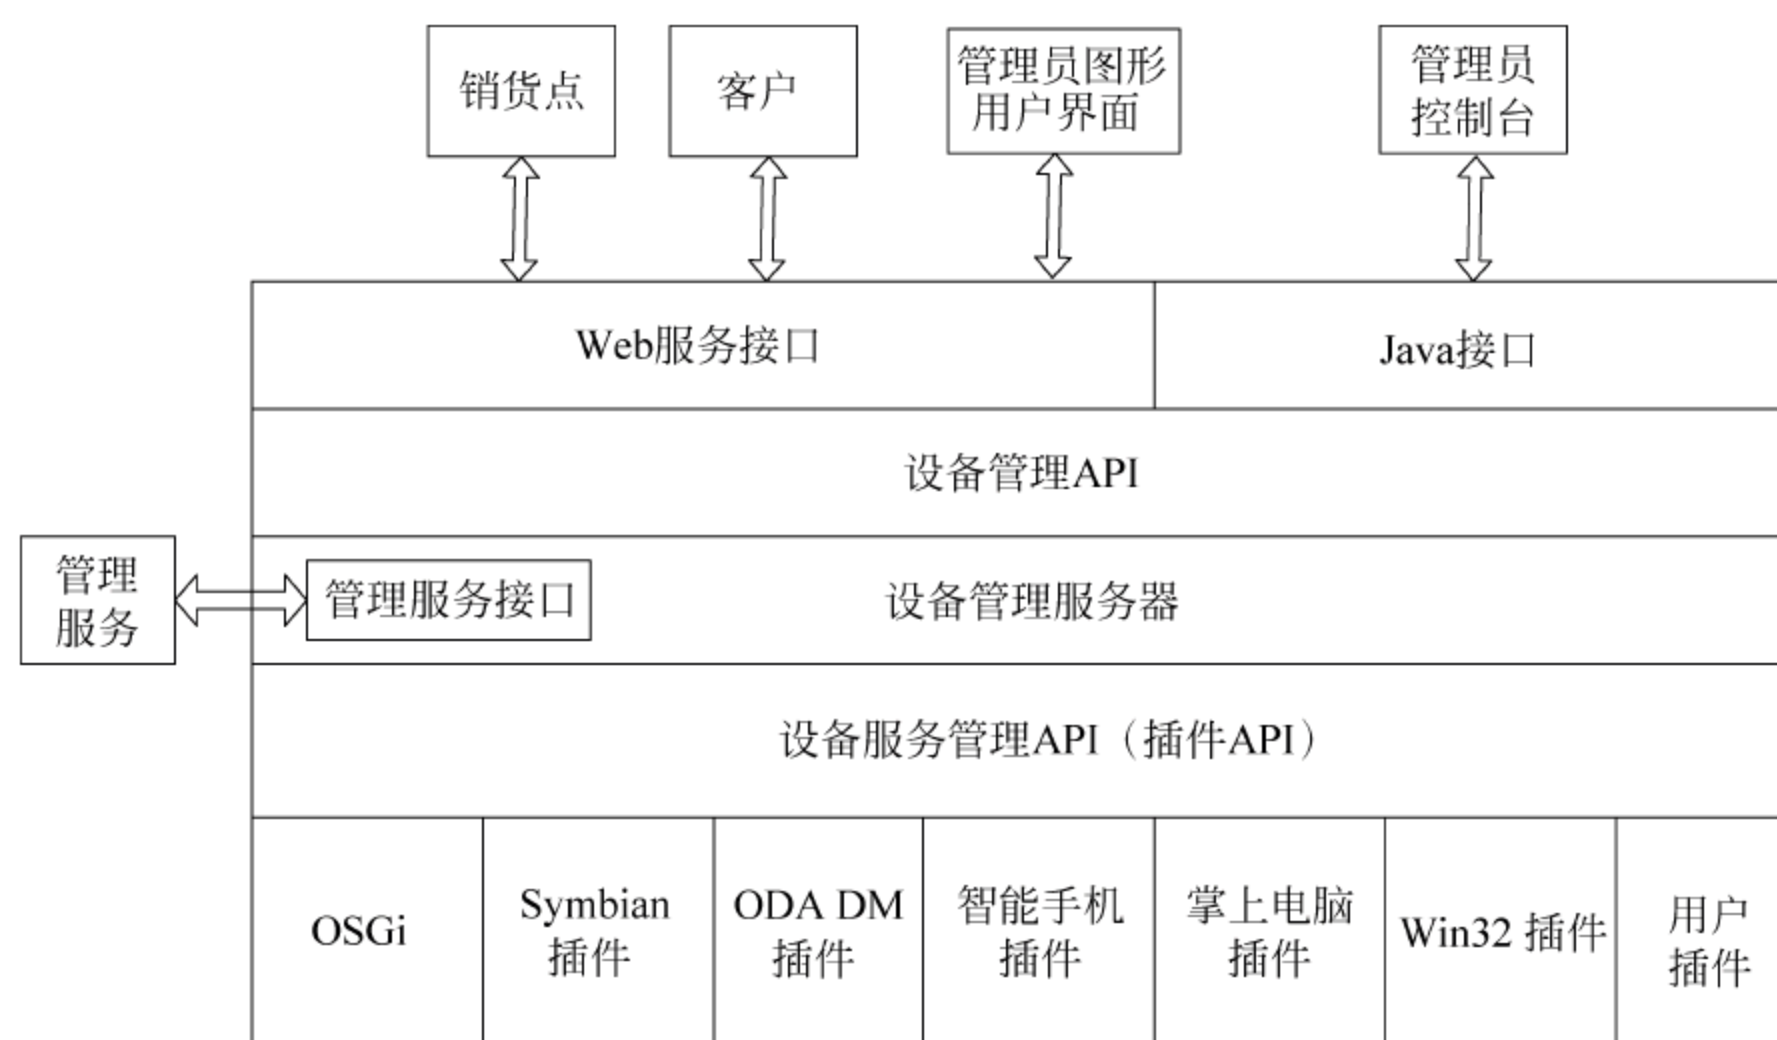 销货点
客户
管理员图形
用户界面
管理员
控制台
Web服务接口
Java接口
设备管理API
管理
服务
管理服务接口
设备管理服务器
设备服务管理API（插件API）
OSGi
Symbian
插件
ODA DM
插件
智能手机
插件
掌上电脑
插件
Win32 插件
用户
插件